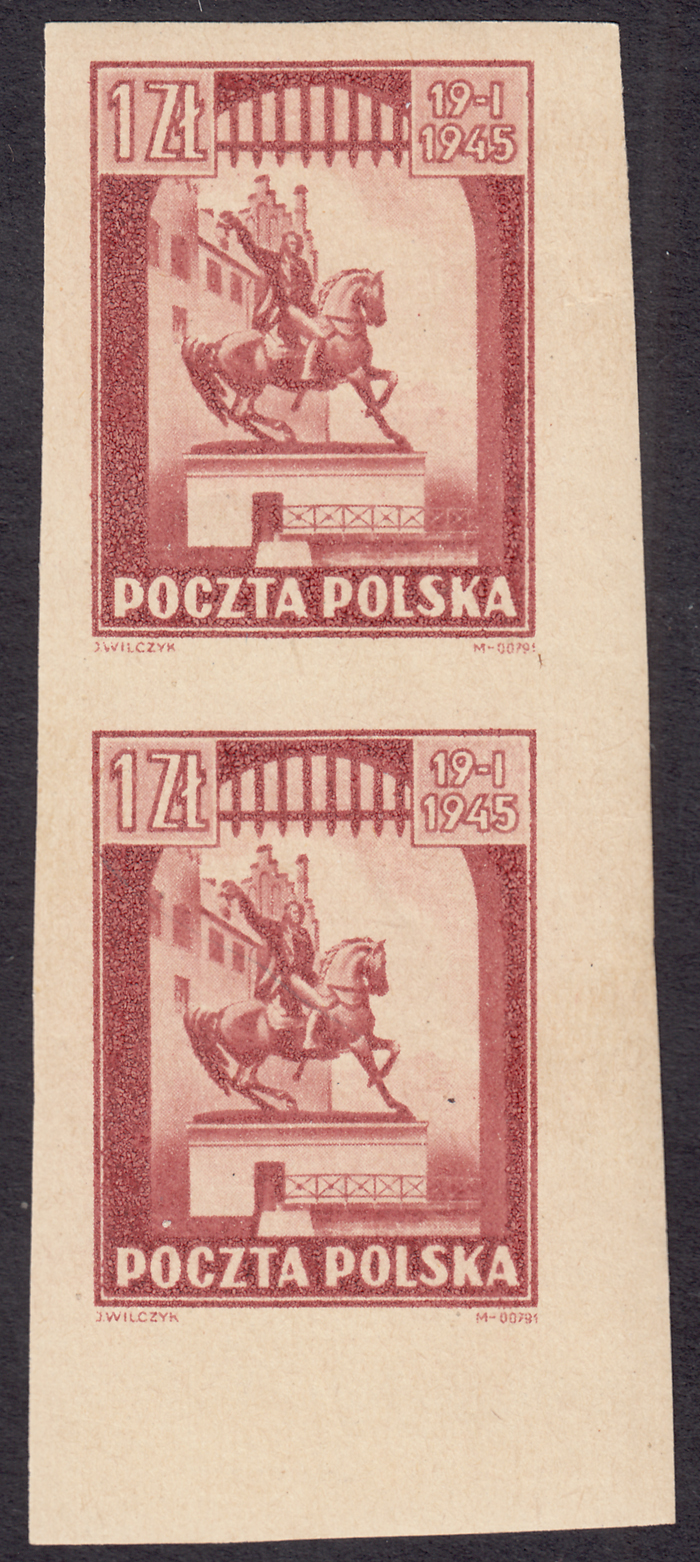 1 Zł
19-I
1945
POCZTA POLSKA
J.WILCZYK M-00791
1 Zł
19-I
1945
POCZTA POLSKA
J.WILCZYK M-00791